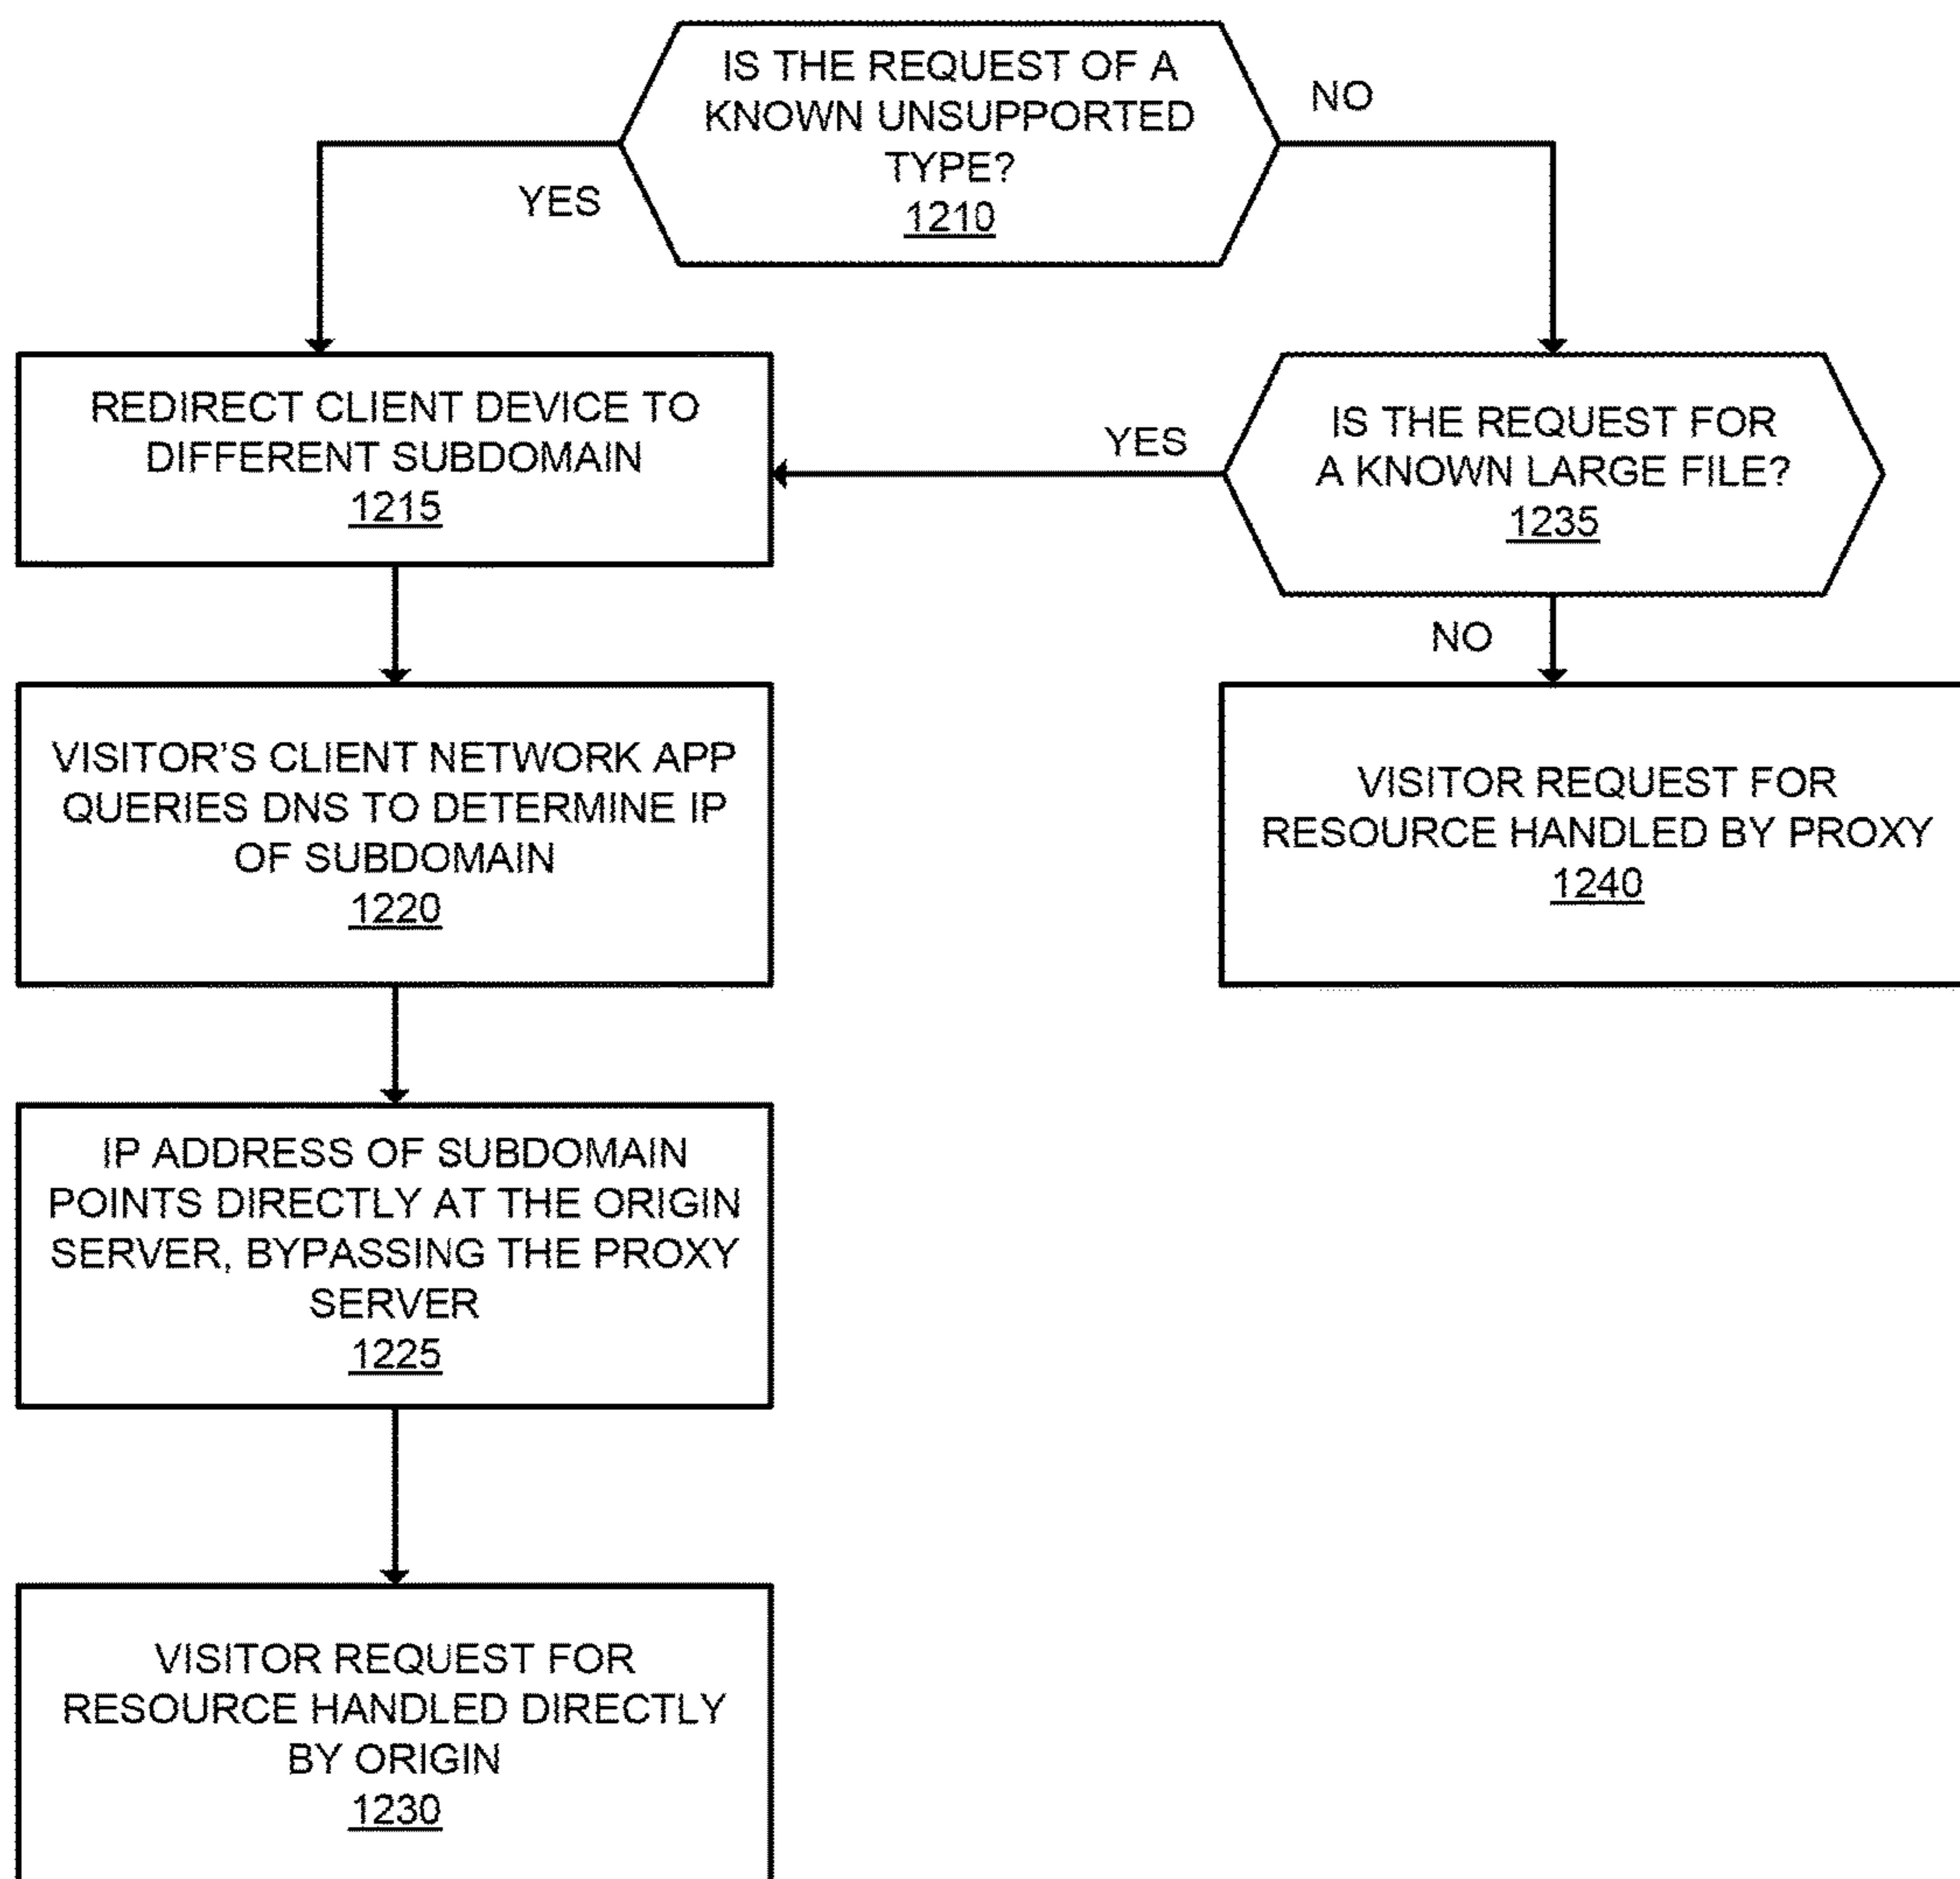 IS THE REQUEST OF A
KNOWN UNSUPPORTED
TYPE?
1210
NO
YES
REDIRECT CLIENT DEVICE TO
DIFFERENT SUBDOMAIN
1215
YES
IS THE REQUEST FOR
A KNOWN LARGE FILE?
1235
NO
VISITOR'S CLIENT NETWORK APP
QUERIES DNS TO DETERMINE IP
OF SUBDOMAIN
1220
VISITOR REQUEST FOR
RESOURCE HANDLED BY PROXY
1240
IP ADDRESS OF SUBDOMAIN
POINTS DIRECTLY AT THE ORIGIN
SERVER, BYPASSING THE PROXY
SERVER
1225
VISITOR REQUEST FOR
RESOURCE HANDLED DIRECTLY
BY ORIGIN
1230